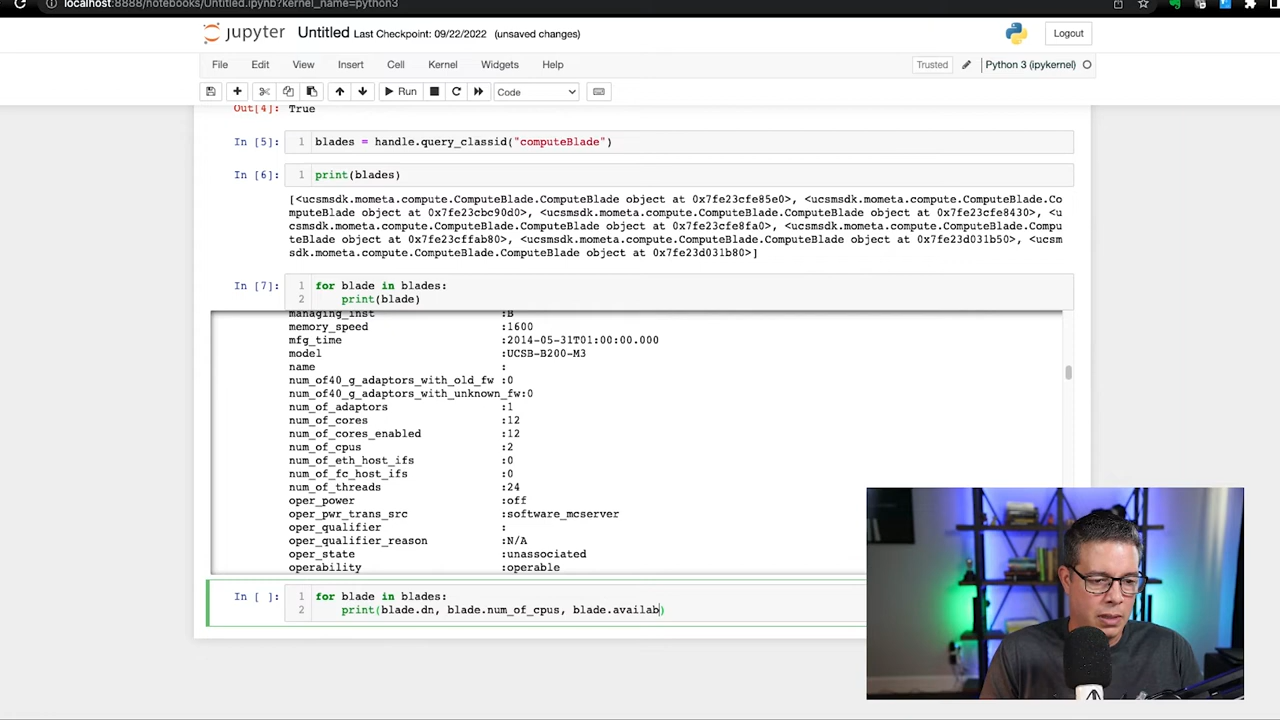 localhost:8888/notebooks/Untitled.ipynb?kernel_name=python3
jupyter Untitled Last Checkpoint: 09/22/2022 (unsaved changes)
Logout
File Edit View Insert Cell Kernel Widgets Help
Trusted Python 3 (ipykernel)
Run Code
Out[4]: True
In [5]: 1 blades = handle.query_classid("computeBlade")
In [6]: 1 print(blades)
[<ucsmsdk.mometa.compute.ComputeBlade.ComputeBlade object at 0x7fe23cfe85e0>, <ucsmsdk.mometa.compute.ComputeBlade.Co
mputeBlade object at 0x7fe23cbc90d0>, <ucsmsdk.mometa.compute.ComputeBlade.ComputeBlade object at 0x7fe23cfe8430>, <u
csmsdk.mometa.compute.ComputeBlade.ComputeBlade object at 0x7fe23cfe8fa0>, <ucsmsdk.mometa.compute.ComputeBlade.Compu
teBlade object at 0x7fe23cffab80>, <ucsmsdk.mometa.compute.ComputeBlade.ComputeBlade object at 0x7fe23d031b50>, <ucsm
sdk.mometa.compute.ComputeBlade.ComputeBlade object at 0x7fe23d031b80>]
In [7]: 1 for blade in blades:
2 print(blade)
managing_inst :B
memory_speed :1600
mfg_time :2014-05-31T01:00:00.000
model :UCSB-B200-M3
name :
num_of40_g_adaptors_with_old_fw :0
num_of40_g_adaptors_with_unknown_fw:0
num_of_adaptors :1
num_of_cores :12
num_of_cores_enabled :12
num_of_cpus :2
num_of_eth_host_ifs :0
num_of_fc_host_ifs :0
num_of_threads :24
oper_power :off
oper_pwr_trans_src :software_mcserver
oper_qualifier :
oper_qualifier_reason :N/A
oper_state :unassociated
operability :operable
In [ ]: 1 for blade in blades:
2 print(blade.dn, blade.num_of_cpus, blade.availab)